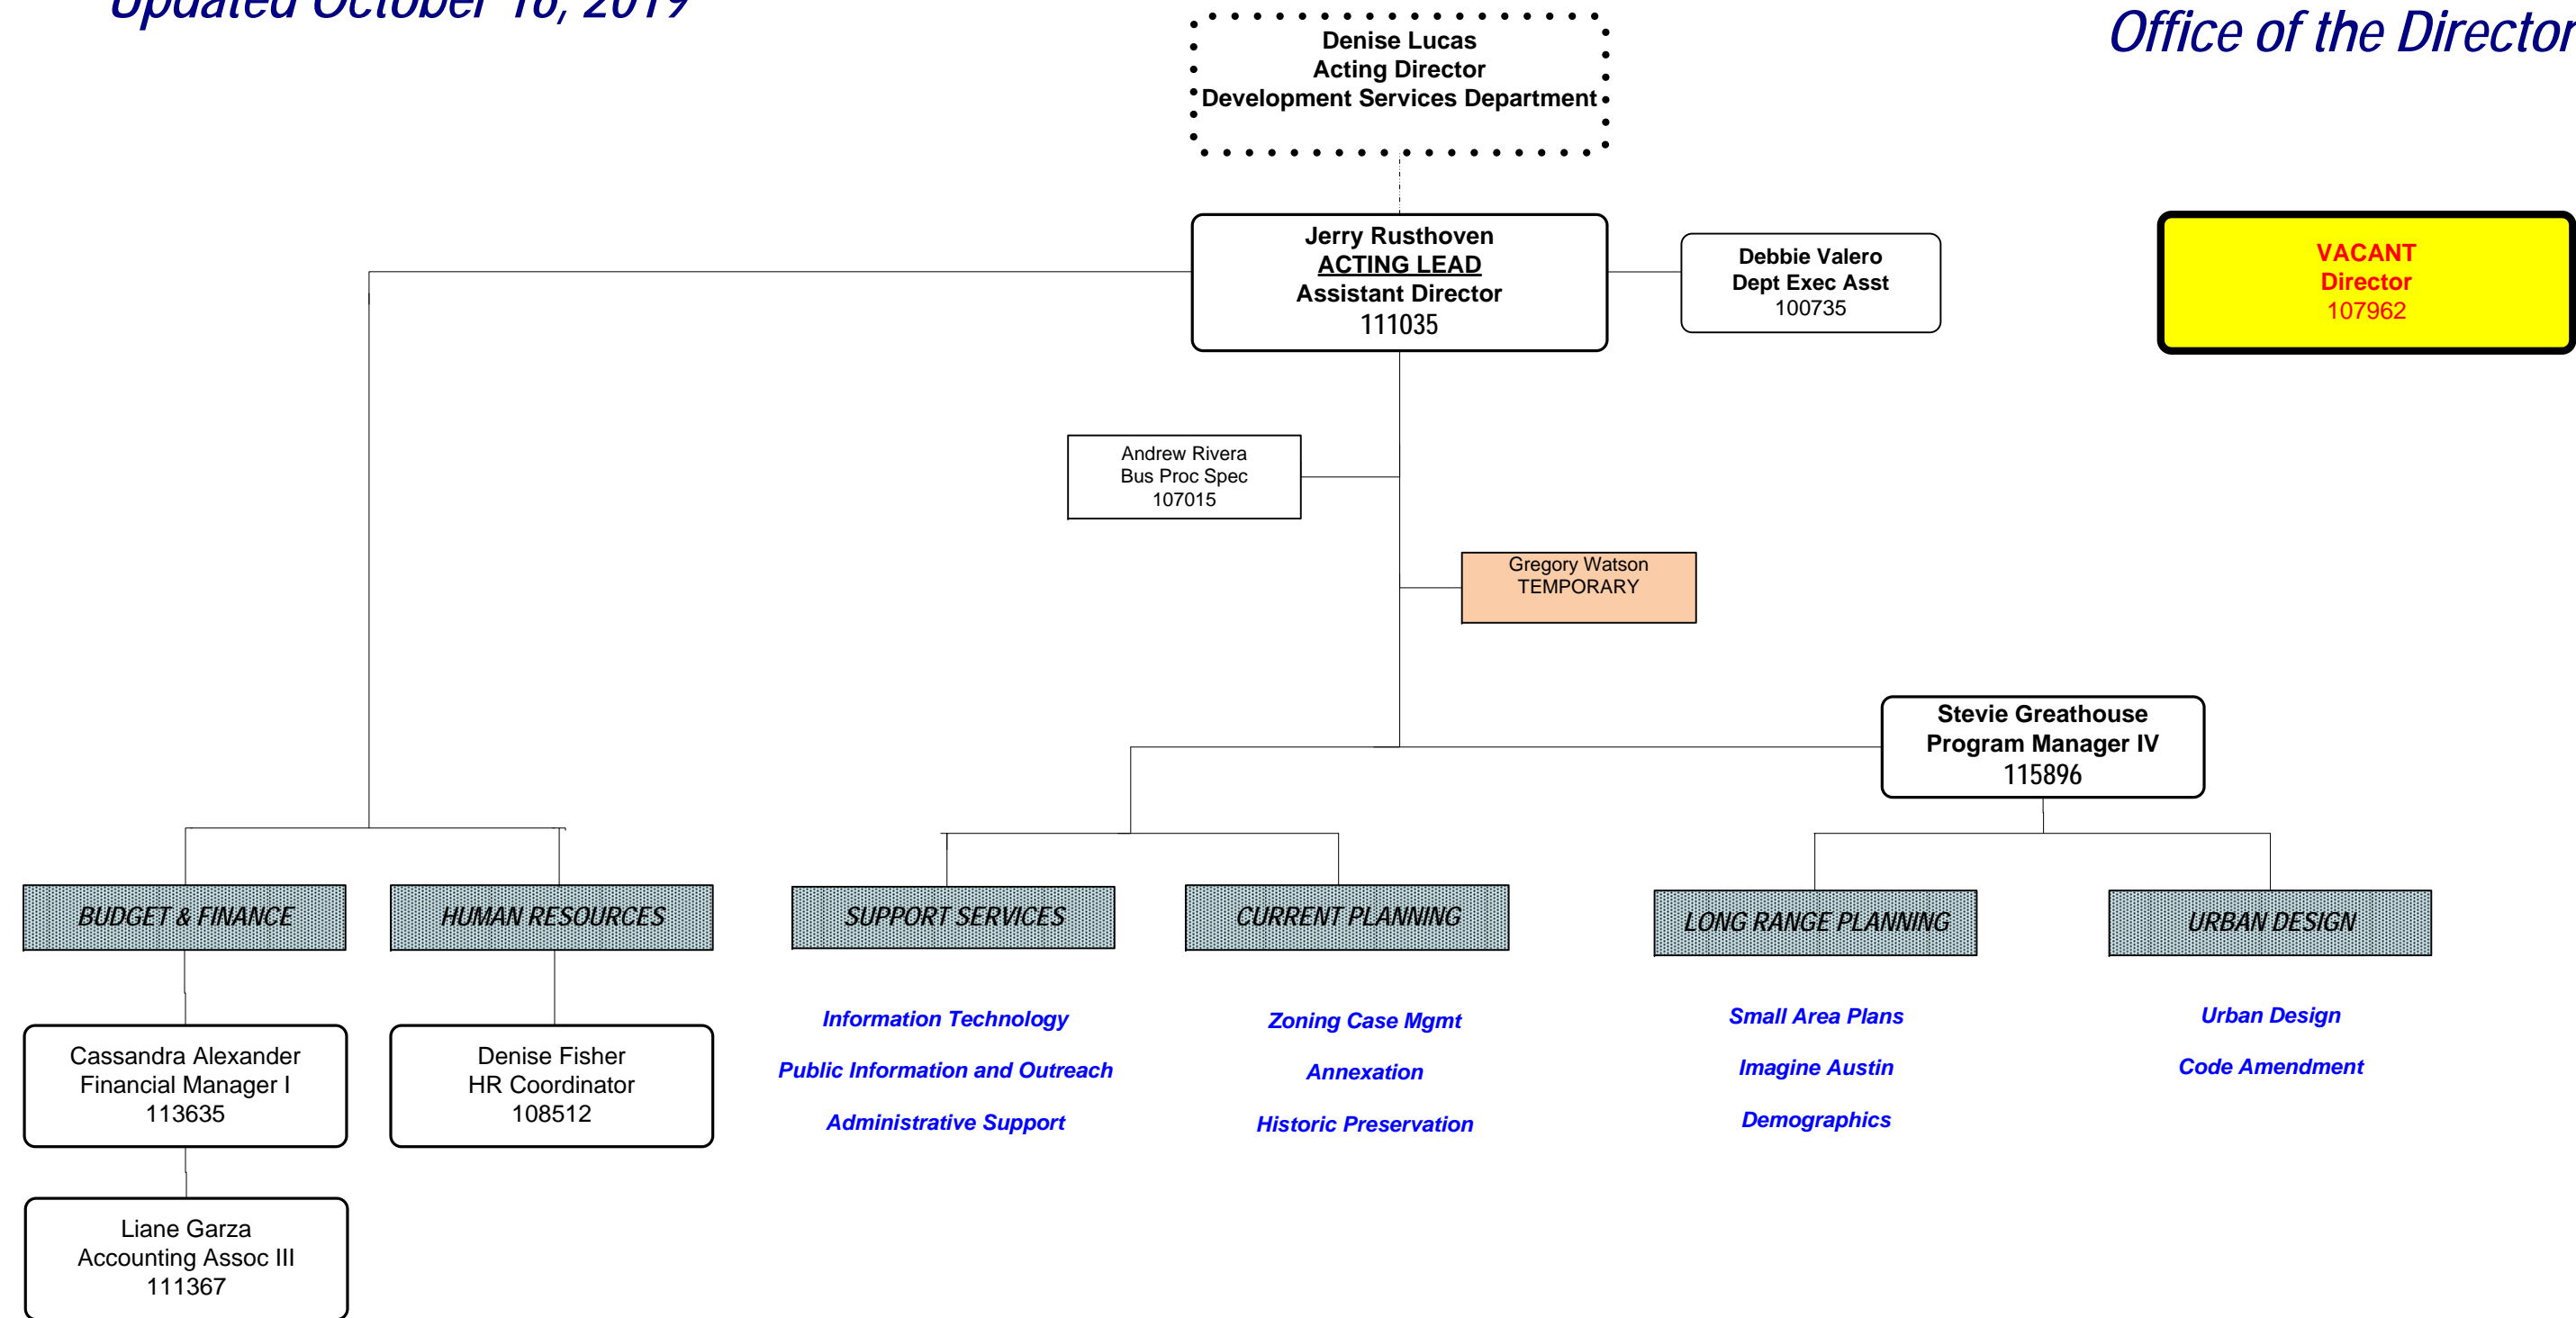 Updated October 16, 2019
Office of the Director
Denise Lucas
Acting Director
Development Services Department
Jerry Rusthoven
ACTING LEAD
Assistant Director
111035
Debbie Valero
Dept Exec Asst
100735
VACANT
Director
107962
Andrew Rivera
Bus Proc Spec
107015
Gregory Watson
TEMPORARY
Stevie Greathouse
Program Manager IV
115896
BUDGET & FINANCE
HUMAN RESOURCES
SUPPORT SERVICES
CURRENT PLANNING
LONG RANGE PLANNING
URBAN DESIGN
Cassandra Alexander
Financial Manager I
113635
Liane Garza
Accounting Assoc III
111367
Denise Fisher
HR Coordinator
108512
Information Technology
Public Information and Outreach
Administrative Support
Zoning Case Mgmt
Annexation
Historic Preservation
Small Area Plans
Imagine Austin
Demographics
Urban Design
Code Amendment